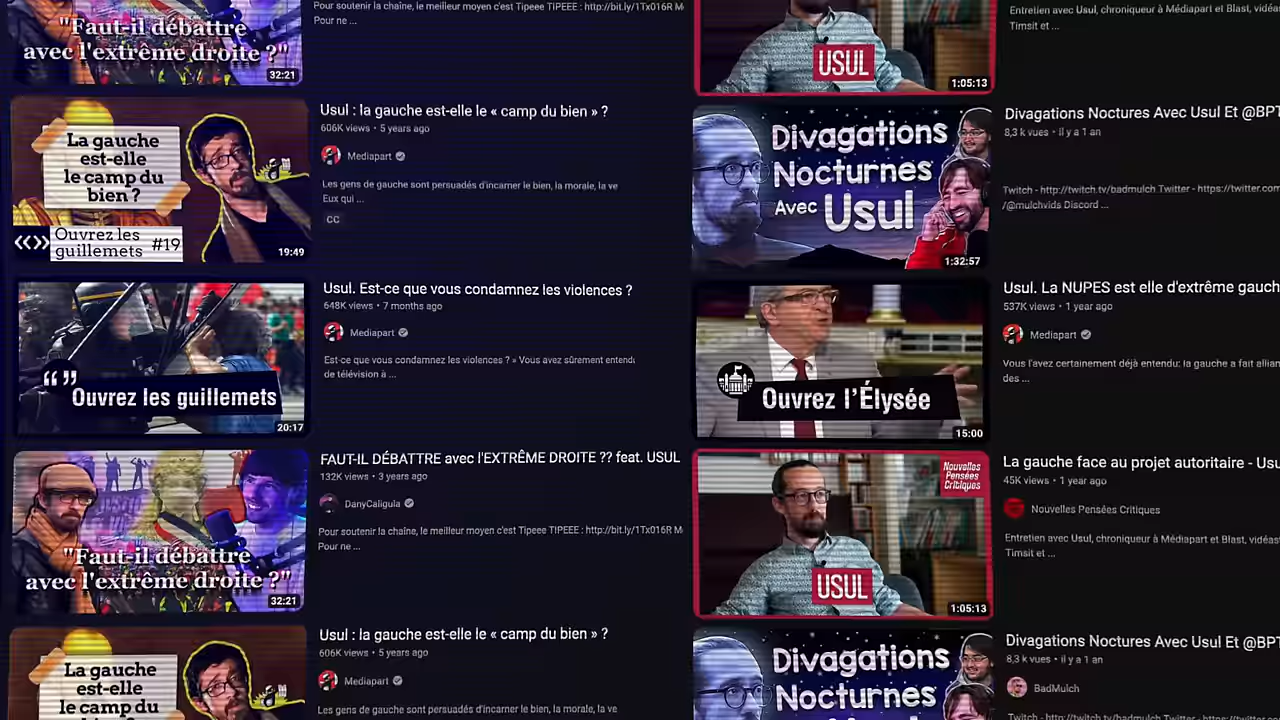 "Faut-il débattre
avec l'extrême droite ?"
32:21
Pour soutenir la chaîne, le meilleur moyen c'est Tipeee TIPEEE : http://bit.ly/1Tx016R M
Pour ne ...
La gauche
est-elle
le camp du
bien ?
«»
Ouvrez les
guillemets #19
19:49
Usul : la gauche est-elle le « camp du bien » ?
606K views • 5 years ago
Mediapart
Les gens de gauche sont persuadés d'incarner le bien, la morale, la ve
Eux qui ...
CC
“ ”
Ouvrez les guillemets
20:17
Usul. Est-ce que vous condamnez les violences ?
648K views • 7 months ago
Mediapart
Est-ce que vous condamnez les violences ? » Vous avez sûrement entendu
de télévision à ...
"Faut-il débattre
avec l'extrême droite ?"
32:21
FAUT-IL DÉBATTRE avec l'EXTRÊME DROITE ?? feat. USUL
132K views • 3 years ago
DanyCaligula
Pour soutenir la chaîne, le meilleur moyen c'est Tipeee TIPEEE : http://bit.ly/1Tx016R M
Pour ne ...
La gauche
est-elle
le camp du
Usul : la gauche est-elle le « camp du bien » ?
606K views • 5 years ago
Mediapart
Les gens de gauche sont persuadés d'incarner le bien, la morale, la ve
USUL
1:05:13
Entretien avec Usul, chroniqueur à Médiapart et Blast, vidéas
Timsit et ...
Divagations
Nocturnes
Avec Usul
1:32:57
Divagations Noctures Avec Usul Et @BPT
8,3 k vues • il y a 1 an
Twitch - http://twitch.tv/badmulch Twitter - https://twitter.com
/@mulchvids Discord ...
Ouvrez l'Élysée
15:00
Usul. La NUPES est elle d'extrême gauch
537K views • 1 year ago
Mediapart
Vous l'avez certainement déjà entendu: la gauche a fait allian
des ...
Nouvelles
Pensées
Critiques
USUL
1:05:13
La gauche face au projet autoritaire - Usu
45K views • 1 year ago
Nouvelles Pensées Critiques
Entretien avec Usul, chroniqueur à Médiapart et Blast, vidéas
Timsit et ...
Divagations
Nocturnes
Divagations Noctures Avec Usul Et @BPT
8,3 k vues • il y a 1 an
BadMulch